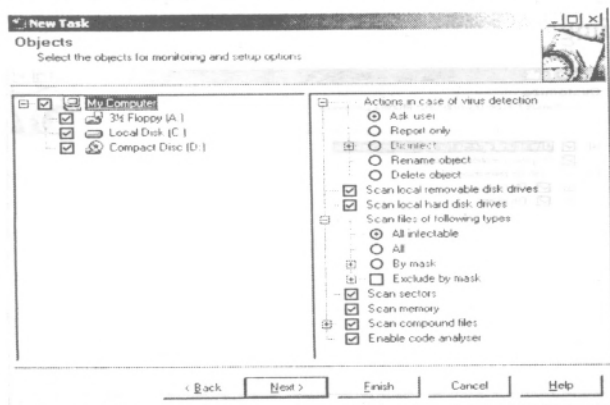 New Task
Objects
Select the objects for monitoring and setup options
My Computer
3½ Floppy (A:)
Local Disk (C:)
Compact Disc (D:)
Actions in case of virus detection
Ask user
Report only
Disinfect
Rename object
Delete object
Scan local removable disk drives
Scan local hard disk drives
Scan files of following types
All infectable
All
By mask
Exclude by mask
Scan sectors
Scan memory
Scan compound files
Enable code analyser
< Back
Next >
Finish
Cancel
Help